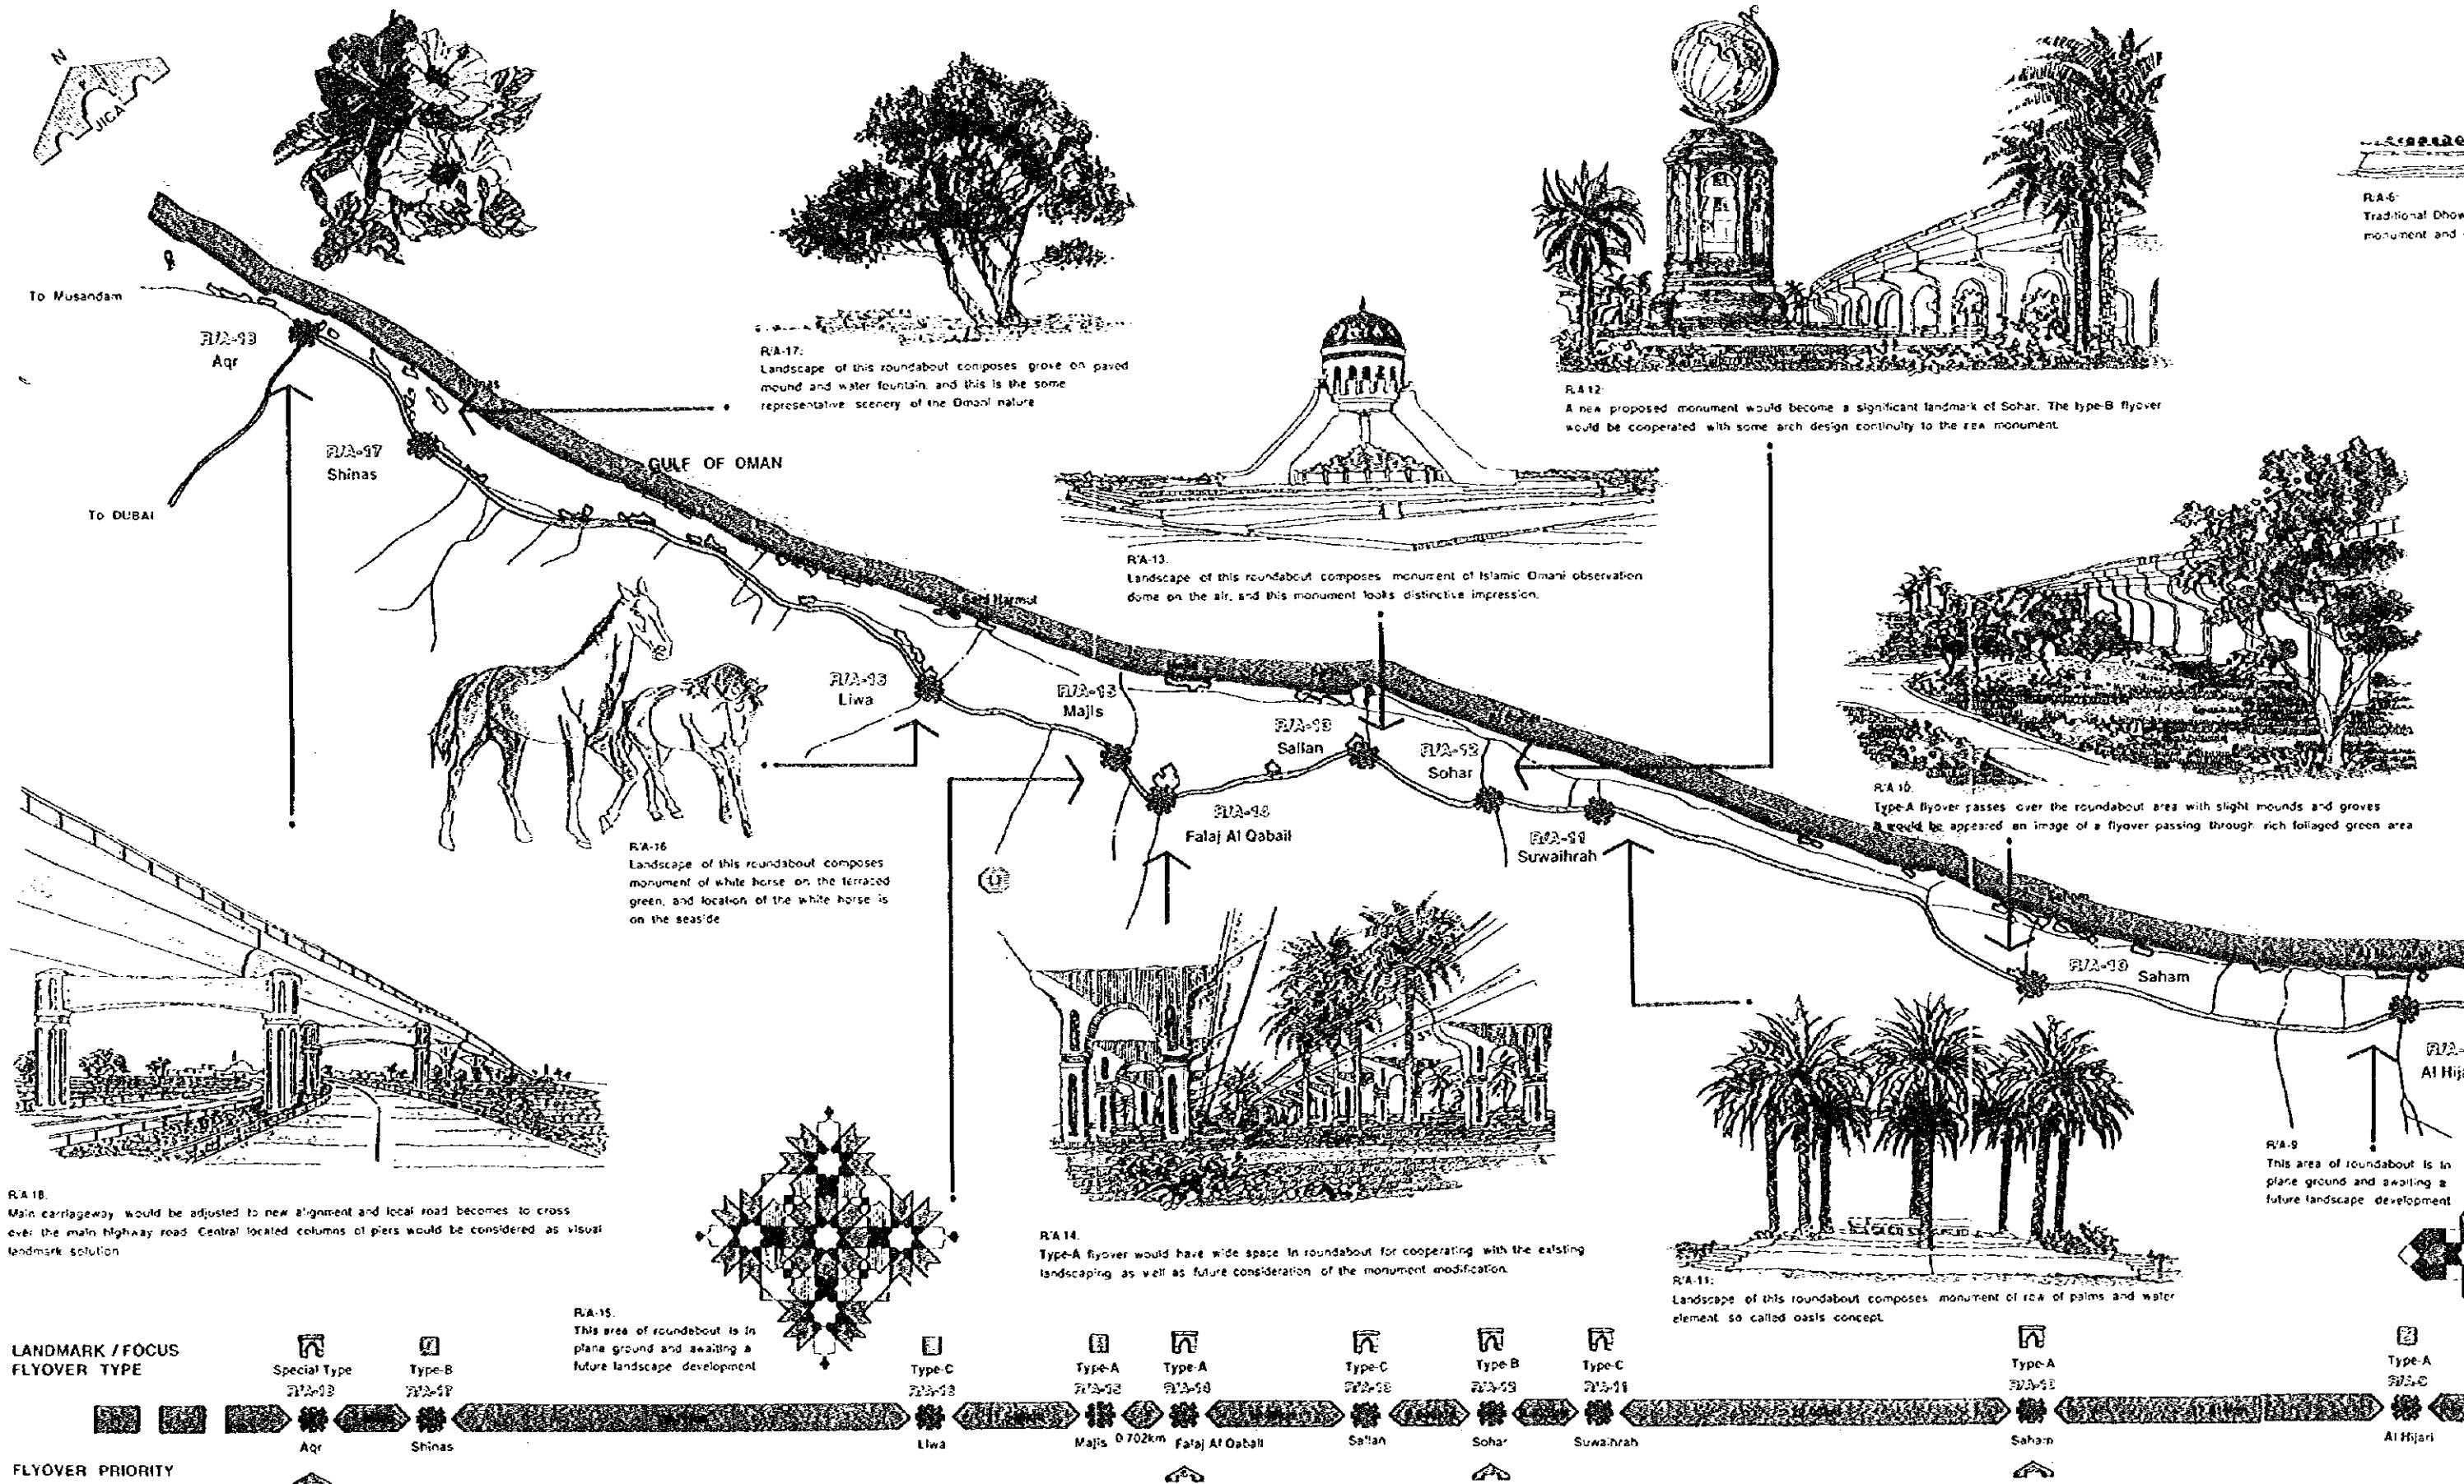 N
JICA
To Musandam
R/A-18
Aqr
R/A-17
Shinas
To DUBAI
GULF OF OMAN
R/A-17:
Landscape of this roundabout composes grove on paved
mound and water fountain, and this is the some
representative scenery of the Omani nature
R/A-13.
Landscape of this roundabout composes monument of Islamic Omani observation
dome on the air, and this monument looks distinctive impression.
R/A 12:
A new proposed monument would become a significant landmark of Sohar. The type-B flyover
would be cooperated with some arch design continuity to the new monument.
R/A-6:
Traditional Dhow
monument and
R/A 10.
Type-A flyover passes over the roundabout area with slight mounds and groves
It would be appeared an image of a flyover passing through rich foliaged green area
R/A-16
Liwa
R/A-15
Majis
R/A-13
Sallan
R/A-12
Sohar
R/A-14
Falaj Al Qabail
R/A-11
Suwaihrah
R/A-10
Saham
R/A-
Al Hij
R/A-16
Landscape of this roundabout composes
monument of white horse on the terraced
green, and location of the white horse is
on the seaside
R/A-9
This area of roundabout is in
plane ground and awaiting a
future landscape development
R/A 18.
Main carriageway would be adjusted to new alignment and local road becomes to cross
over the main highway road Central located columns of piers would be considered as visual
landmark solution
R/A 14.
Type-A flyover would have wide space in roundabout for cooperating with the existing
landscaping as well as future consideration of the monument modification.
R/A-11:
Landscape of this roundabout composes monument of row of palms and water
element so called oasis concept.
R/A-15.
This area of roundabout is in
plane ground and awaiting a
future landscape development
LANDMARK / FOCUS
FLYOVER TYPE
Special Type Type-B Type-C Type-A Type-A Type-C Type-B Type-C Type-A Type-A
Aqr Shinas Liwa Majis 0.702km Falaj Al Qabail Sallan Sohar Suwaihrah Saham Al Hijari
FLYOVER PRIORITY